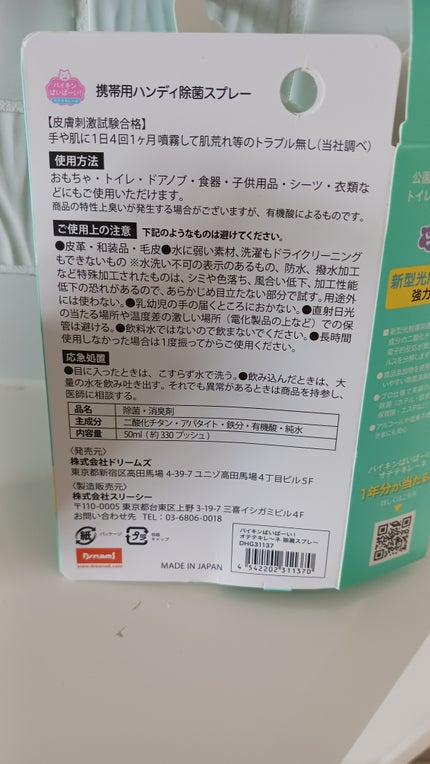 バイキン
ばいばーい!
オテテキレ〜ネ
携帯用ハンディ除菌スプレー
【皮膚刺激試験合格】
手や肌に1日4回1ヶ月噴霧して肌荒れ等のトラブル無し(当社調べ)
使用方法
おもちゃ・トイレ・ドアノブ・食器・子供用品・シーツ・衣類な
どにもご使用いただけます。
商品の特性上臭いが発生する場合がございますが、有機酸によるものです。
ご使用上の注意 下記のようなものは避けてください。
●皮革・和装品・毛皮●水に弱い素材、洗濯もドライクリーニング
もできないもの ※水洗い不可の表示のあるもの、防水、撥水加工
など特殊加工されたものは、シミや色落ち、風合い低下、加工性能
低下の恐れがあるので、あらかじめ目立たない部分で試す。用途外
には使わない。●乳幼児の手の届くところにおかない。●直射日光
の当たる場所や温度差の激しい場所（電化製品の上など）での保
管は避ける。●飲料水ではないので飲まないでください。●長時間
使用しなかった場合は1度振ってからご使用ください。
応急処置
●目に入ったときは、こすらず水で洗う。●飲み込んだときは、大
量の水を飲み吐き出す。それでも異常があるときは商品を持参し、
医師に相談する。
品名 除菌・消臭剤
主成分 二酸化チタン・アパタイト・鉄分・有機酸・純水
内容量 50ml（約330プッシュ）
〈発売元〉
株式会社ドリームズ
東京都新宿区高田馬場4-39-7 ユニゾ高田馬場4丁目ビル5F
〈製造販売元〉
株式会社スリーシー
〒110-0005 東京都台東区上野3-19-7 三喜イシガミビル4F
お問い合わせ先 TEL：03-6806-0018
紙 パッケージ プラ
キャップ
Dreams
www.dreams6.com
MADE IN JAPAN
バイキンばいばーい!
オテテキレ〜ネ 除菌スプレー
DHG31137
4 542202 311370
公園
トイレ
新型光触
強力
1年分が当たる